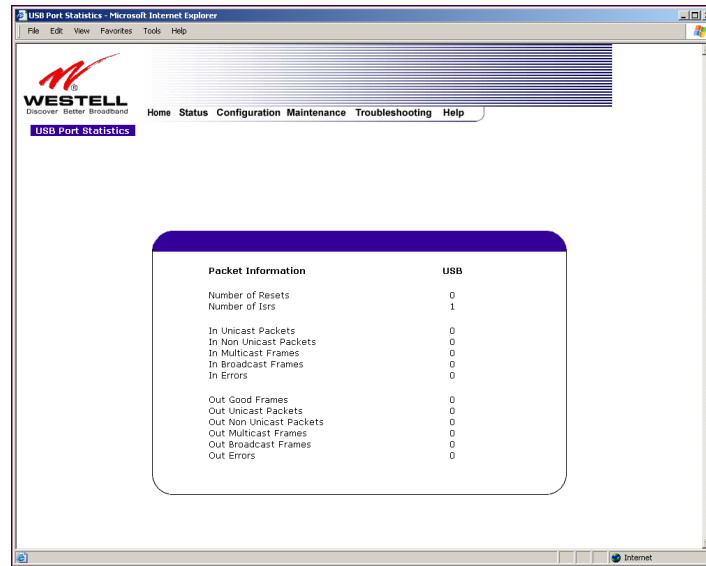 USB Port Statistics - Microsoft Internet Explorer
File Edit View Favorites Tools Help
WESTELL
®
Discover Better Broadband
Home Status Configuration Maintenance Troubleshooting Help
USB Port Statistics
Packet Information USB
Number of Resets 0
Number of Isrs 1
In Unicast Packets 0
In Non Unicast Packets 0
In Multicast Frames 0
In Broadcast Frames 0
In Errors 0
Out Good Frames 0
Out Unicast Packets 0
Out Non Unicast Packets 0
Out Multicast Frames 0
Out Broadcast Frames 0
Out Errors 0
Internet